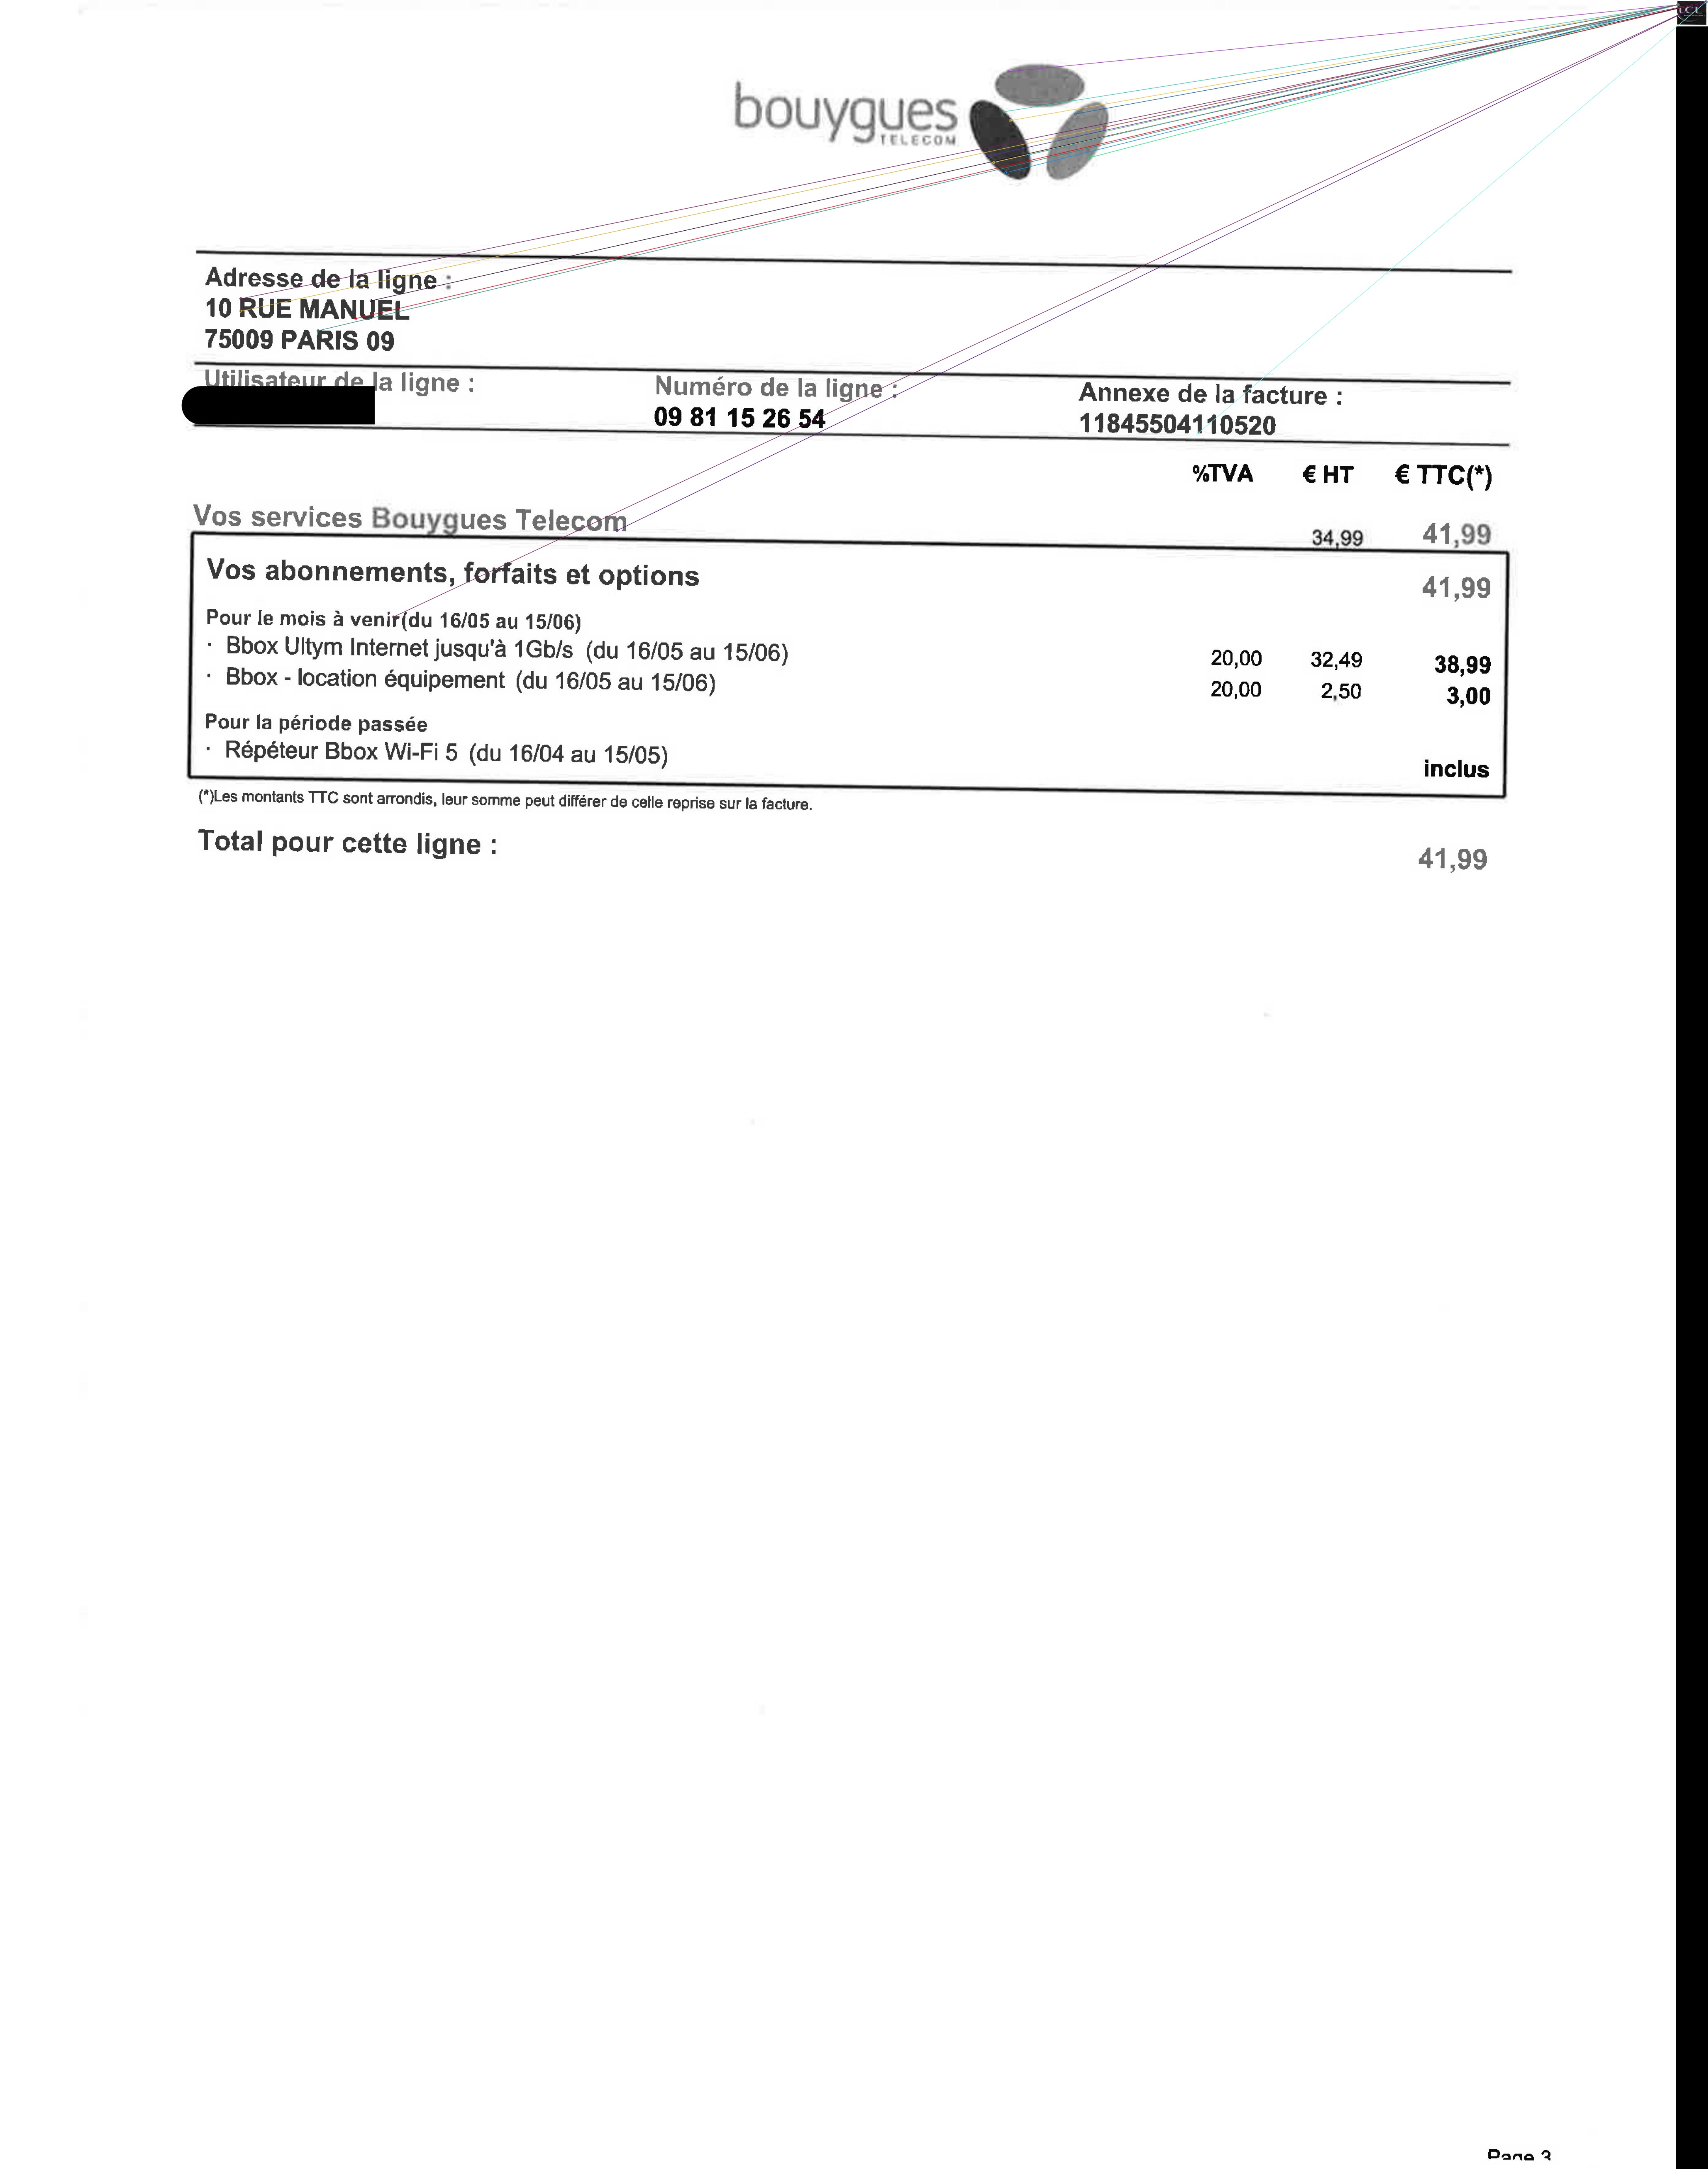 LCL
bouygues
TELECOM
Adresse de la ligne :
10 RUE MANUEL
75009 PARIS 09
Utilisateur de la ligne :
Numéro de la ligne :
09 81 15 26 54
Annexe de la facture :
11845504110520
%TVA € HT € TTC(*)
Vos services Bouygues Telecom 34,99 41,99
Vos abonnements, forfaits et options 41,99
Pour le mois à venir(du 16/05 au 15/06)
· Bbox Ultym Internet jusqu'à 1Gb/s (du 16/05 au 15/06) 20,00 32,49 38,99
· Bbox - location équipement (du 16/05 au 15/06) 20,00 2,50 3,00
Pour la période passée
· Répéteur Bbox Wi-Fi 5 (du 16/04 au 15/05) inclus
(*)Les montants TTC sont arrondis, leur somme peut différer de celle reprise sur la facture.
Total pour cette ligne : 41,99
Page 3